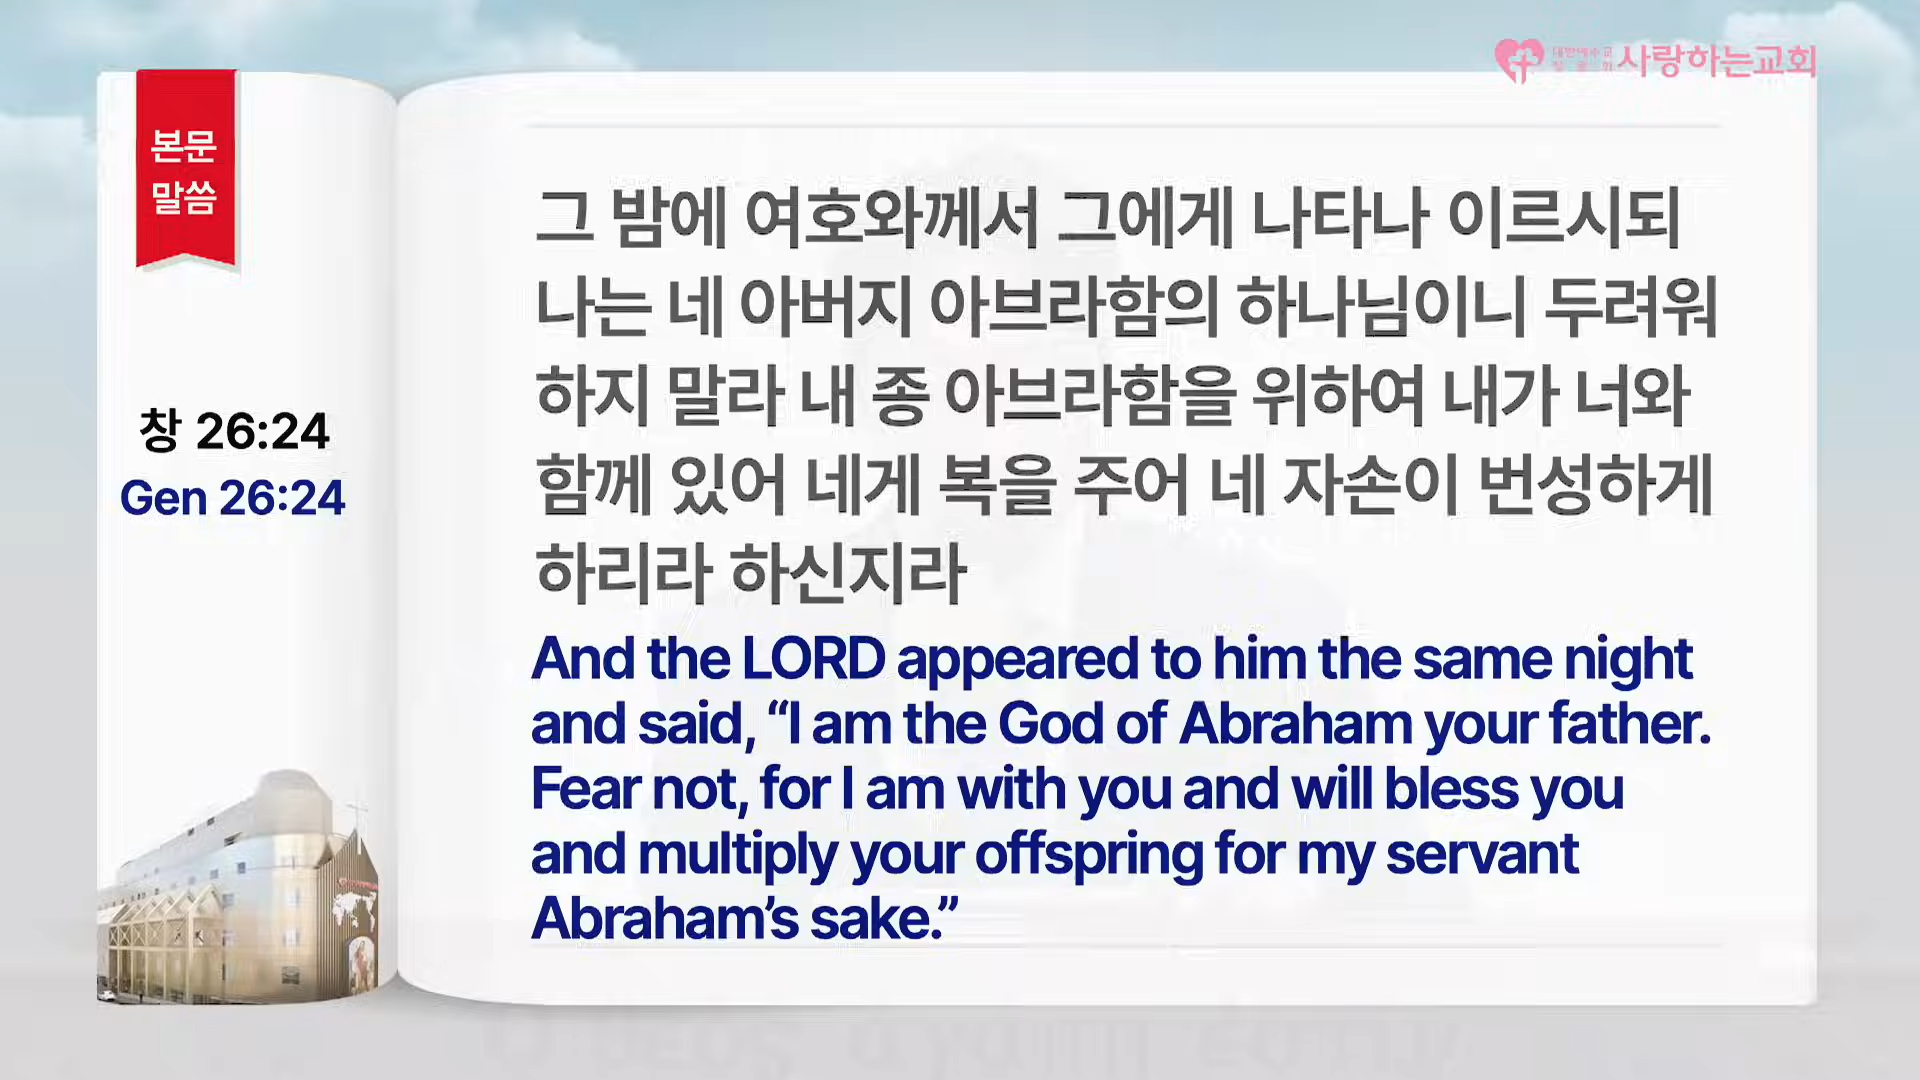 사랑하는교회
본문
말씀
창 26:24
Gen 26:24
그 밤에 여호와께서 그에게 나타나 이르시되
나는 네 아버지 아브라함의 하나님이니 두려워
하지 말라 내 종 아브라함을 위하여 내가 너와
함께 있어 네게 복을 주어 네 자손이 번성하게
하리라 하신지라
And the LORD appeared to him the same night
and said, “I am the God of Abraham your father.
Fear not, for I am with you and will bless you
and multiply your offspring for my servant
Abraham’s sake.”